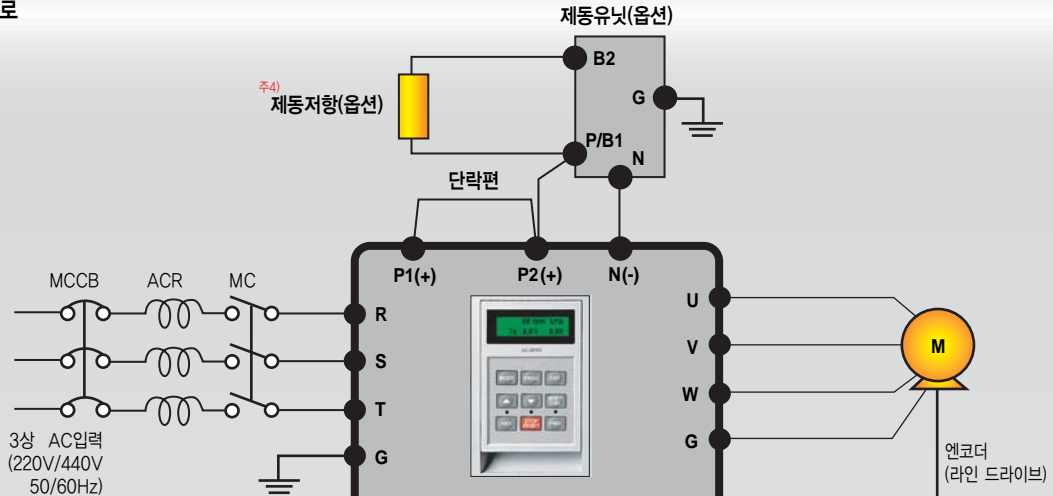 로
제동유닛(옵션)
B2
G
주4)
제동저항(옵션)
P/B1
N
단락편
P1(+)
P2(+)
N(-)
MCCB
ACR
MC
R
S
T
G
U
V
W
G
M
3상 AC입력
(220V/440V
50/60Hz)
엔코더
(라인 드라이브)